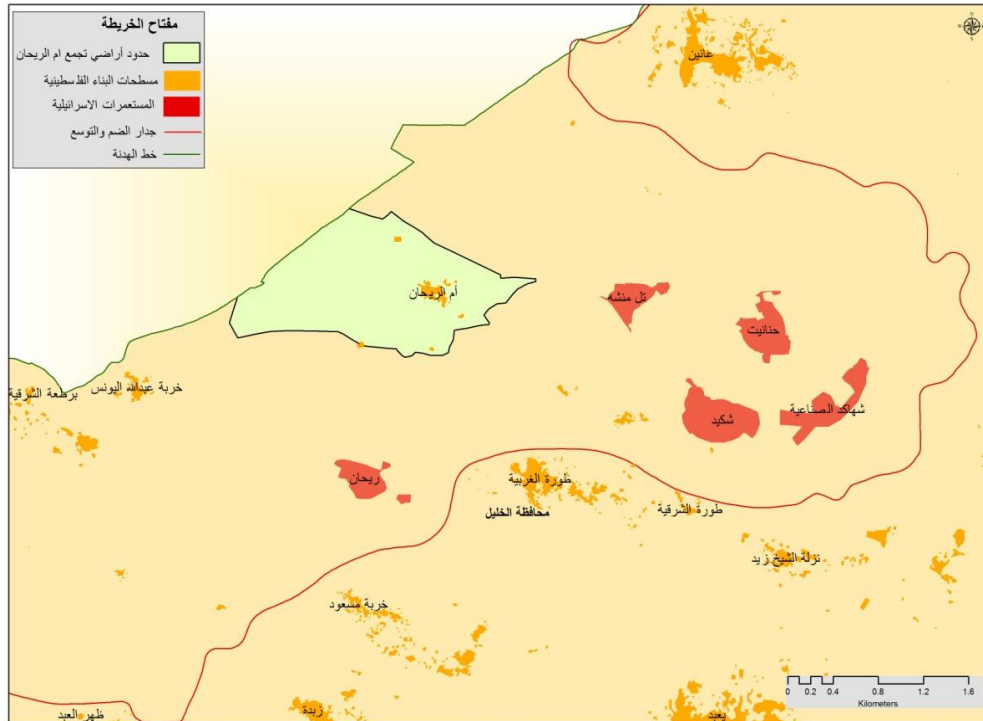 مفتاح الخريطة
حدود أراضي تجمع ام الريحان
مسطحات البناء الفلسطينية
المستعمرات الاسرائيلية
جدار الضم والتوسع
خط الهدنة
عانين
أم الريحان
تل منشه
حنانيت
خربة عبدالله اليونس
برطعة الشرقية
شهاكد الصناعية
شكيد
ريحان
طورة الغربية
محافظة الخليل
طورة الشرقية
نزلة الشيخ زيد
خربة مسعود
ظهر العبد
زبدة
يعبد
0 0.2 0.4 0.8 1.2 1.6
Kilometers